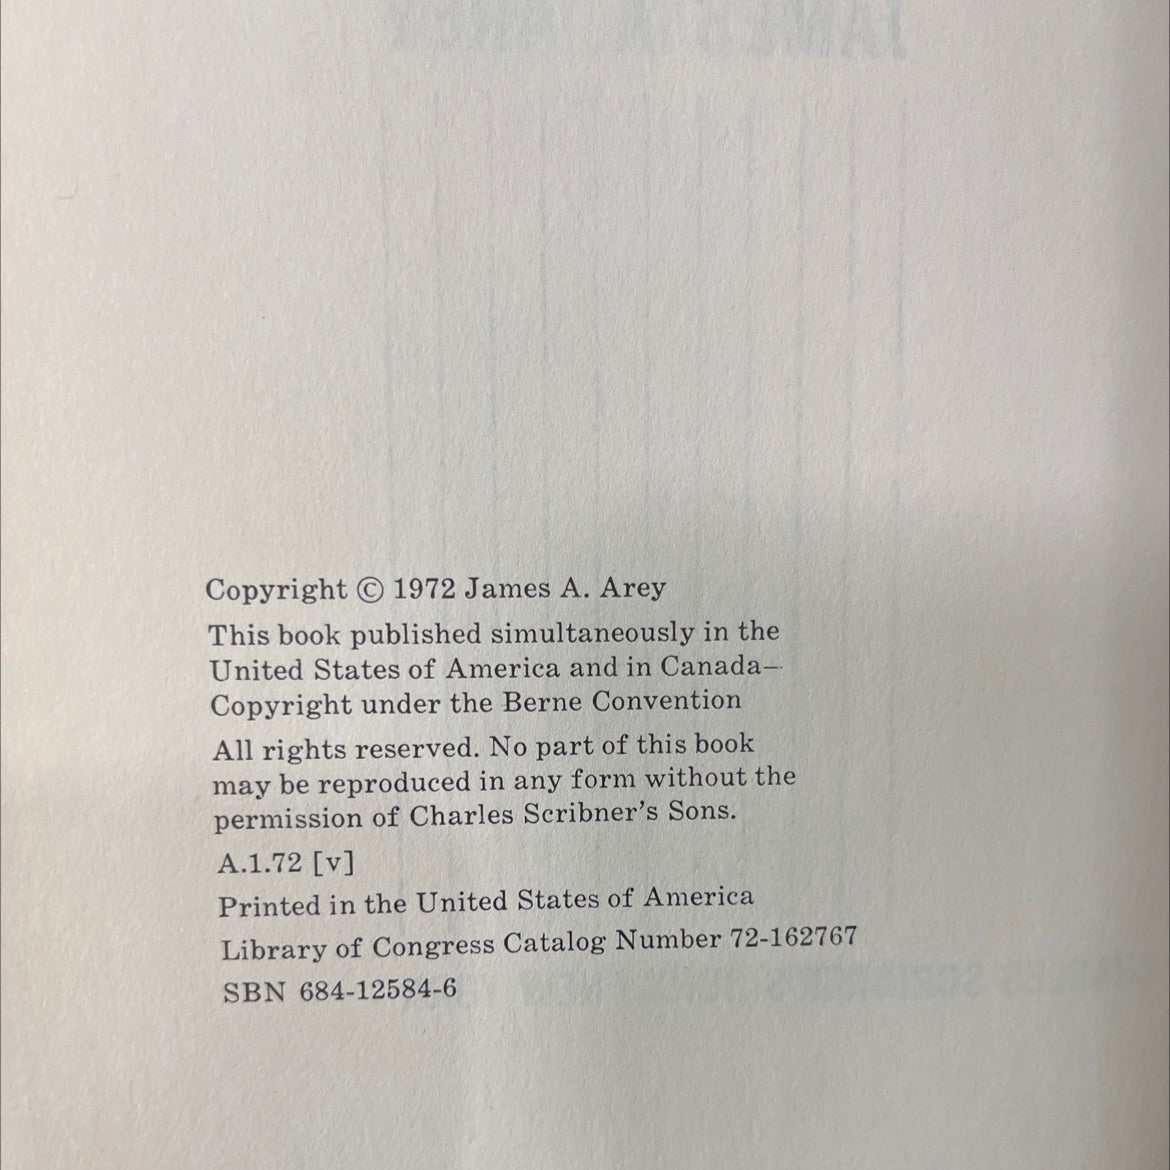 Copyright © 1972 James A. Arey
This book published simultaneously in the
United States of America and in Canada—
Copyright under the Berne Convention
All rights reserved. No part of this book
may be reproduced in any form without the
permission of Charles Scribner's Sons.
A.1.72 [v]
Printed in the United States of America
Library of Congress Catalog Number 72-162767
SBN 684-12584-6